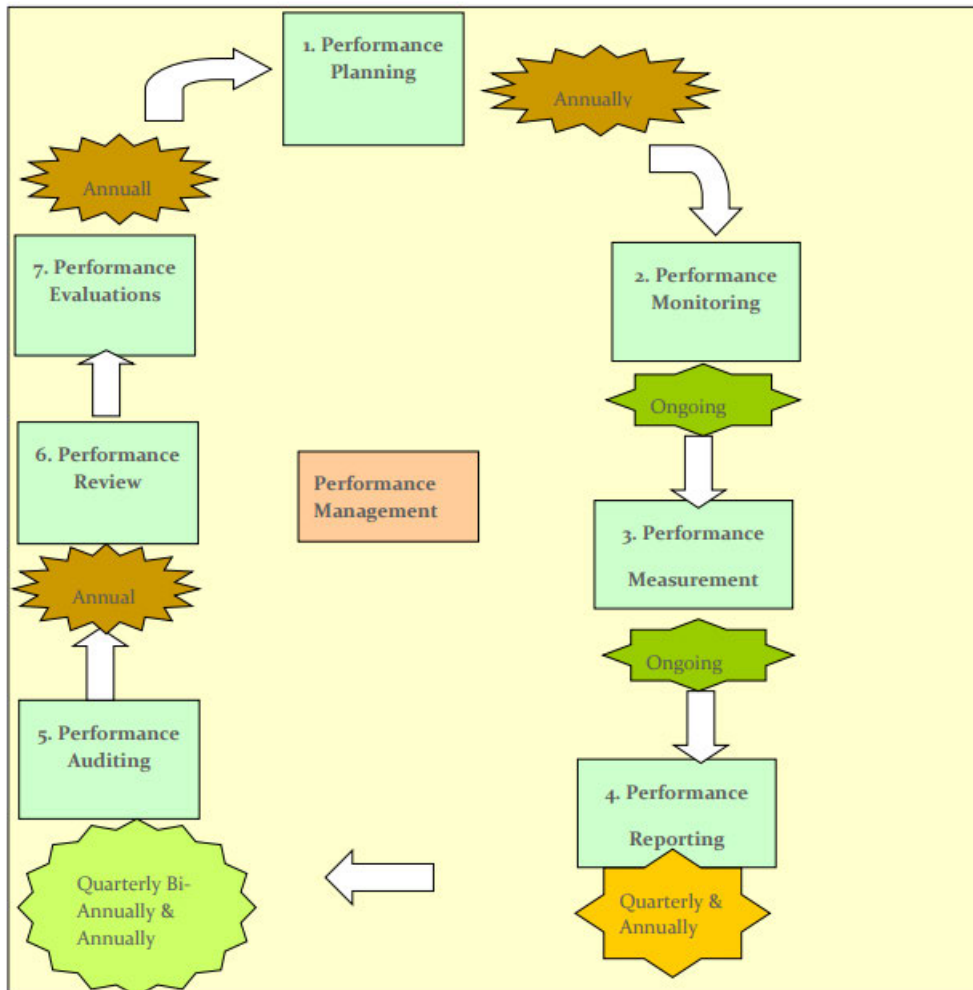 1. Performance
Planning
Annually
2. Performance
Monitoring
Ongoing
3. Performance
Measurement
Ongoing
4. Performance
Reporting
Quarterly &
Annually
Quarterly Bi-
Annually &
Annually
5. Performance
Auditing
Annual
6. Performance
Review
7. Performance
Evaluations
Annuall
Performance
Management